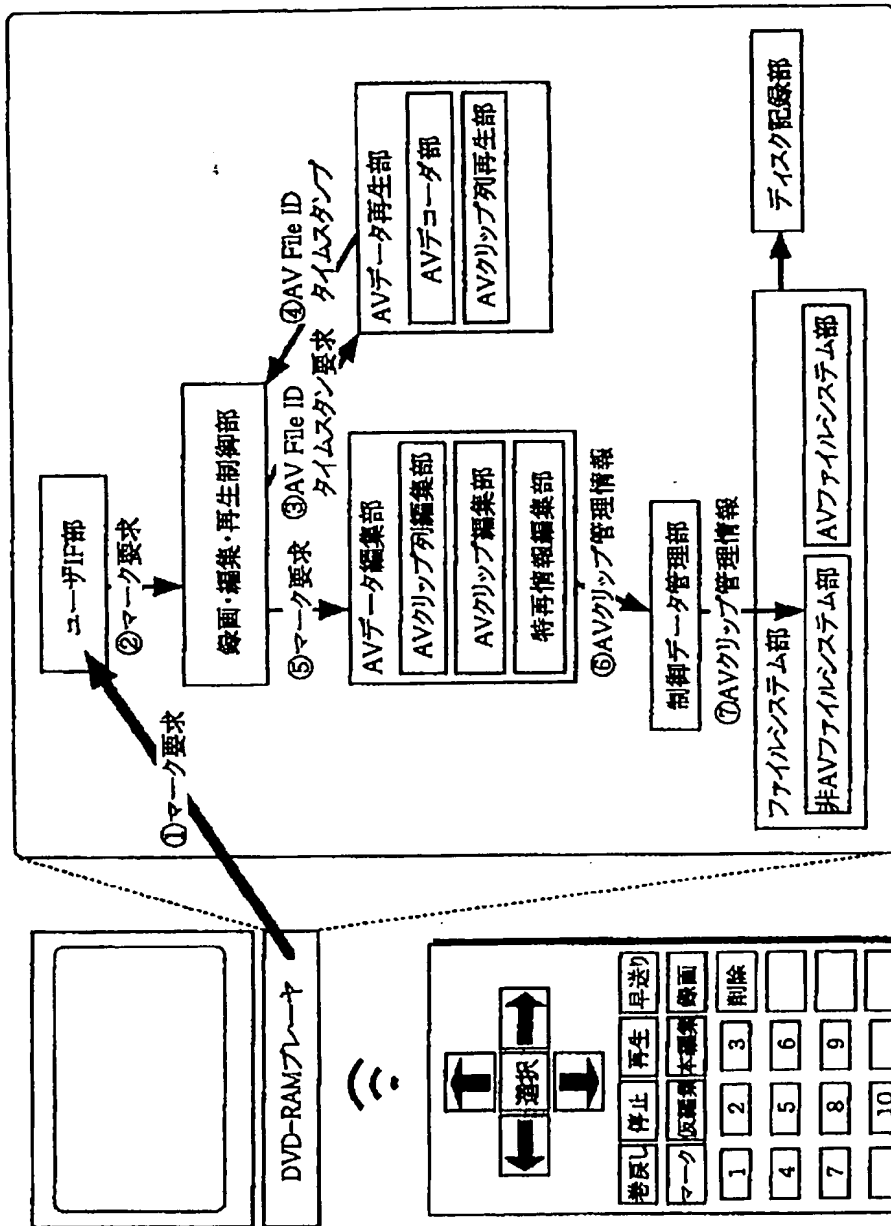 ユーザIF部
①マーク要求
②マーク要求
録画・編集・再生制御部
③AV File ID
タイムスタン要求
④AV File ID
タイムスタンプ
⑤マーク要求
AVデータ再生部
AVデコーダ部
AVクリップ列再生部
AVデータ編集部
AVクリップ列編集部
AVクリップ編集部
特再情報編集部
⑥AVクリップ管理情報
制御データ管理部
⑦AVクリップ管理情報
ファイルシステム部
非AVファイルシステム部
AVファイルシステム部
ディスク記録部
DVD-RAMプレーヤ
選択
巻戻し 停止 再生 早送り
マーク 仮編集 本編集 録画
1 2 3 削除
4 5 6
7 8 9
10